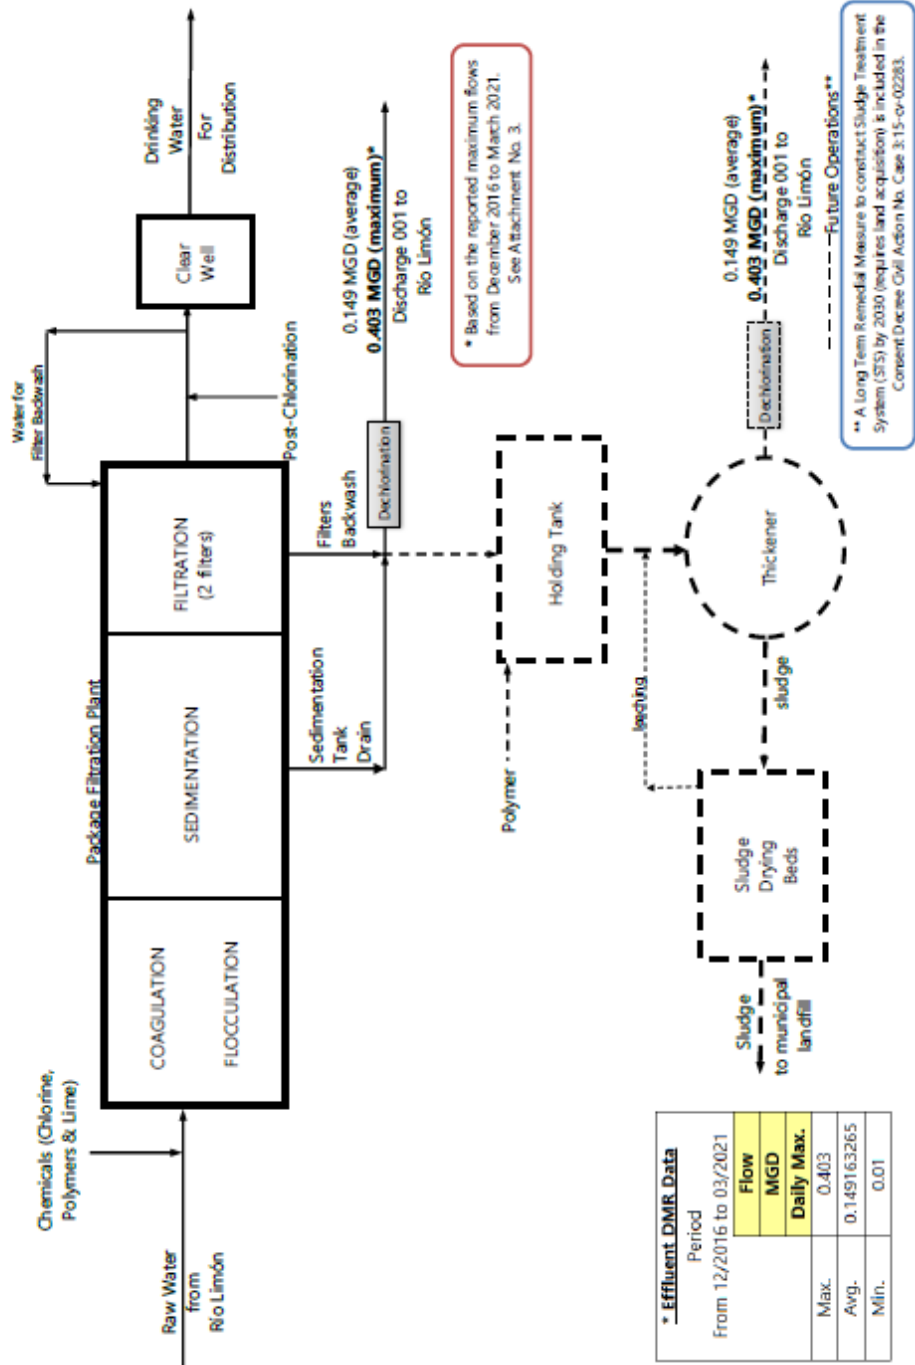 Raw Water
from
Río Limón
Chemicals (Chlorine,
Polymers & Lime)
Package Filtration Plant
COAGULATION
FLOCCULATION
SEDIMENTATION
FILTRATION
(2 filters)
Water for
Filter Backwash
Post-Chlorination
Clear
Well
Drinking
Water
For
Distribution
Sedimentation
Tank
Drain
Filters
Backwash
Dechlorination
0.149 MGD (average)
0.403 MGD (maximum)*
Discharge 001 to
Río Limón
* Based on the reported maximum flows
from December 2016 to March 2021.
See Attachment No. 3.
Polymer
Holding Tank
leeching
Thickener
sludge
Sludge
Drying
Beds
Sludge
to municipal
landfill
Dechlorination
0.149 MGD (average)
0.403 MGD (maximum)*
Discharge 001 to
Río Limón
Future Operations**
** A Long Term Remedial Measure to construct Sludge Treatment
System (STS) by 2030 (requires land acquisition) is included in the
Consent Decree Civil Action No. Case 3:15-cv-02283.
* Effluent DMR Data
Period
From 12/2016 to 03/2021
Flow
MGD
Daily Max.
Max. 0.403
Avg. 0.149163265
Min. 0.01